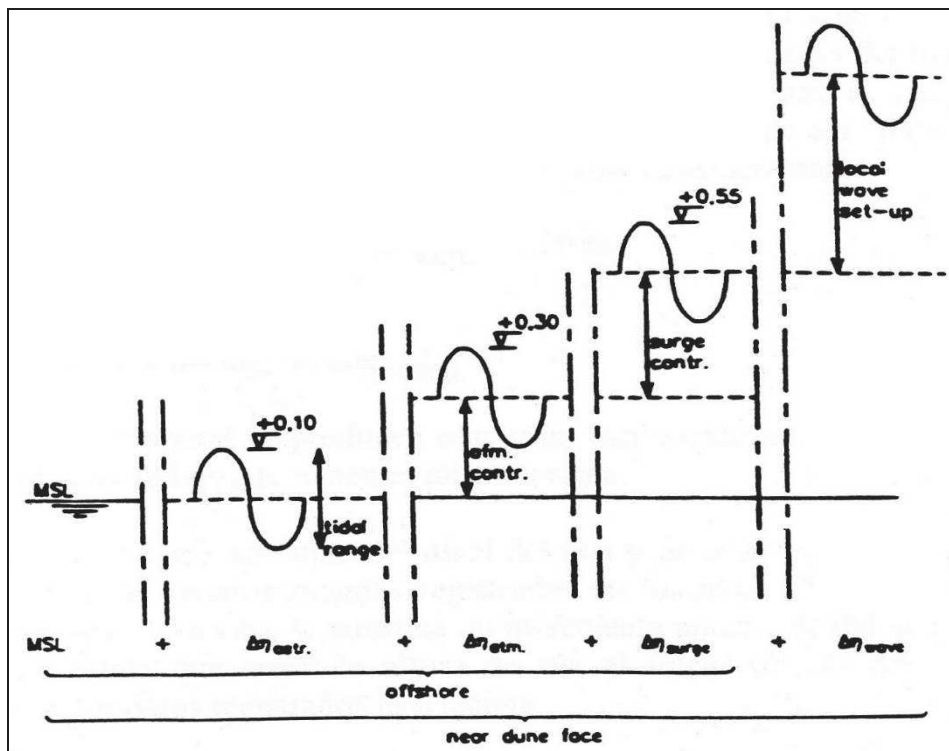 +0.55
local
wave
set-up
+0.30
surge
contr.
+0.10
atm.
contr.
MSL
tidal
range
MSL + Δη astr. + Δη atm. + Δη surge + Δη wave
offshore
near dune face